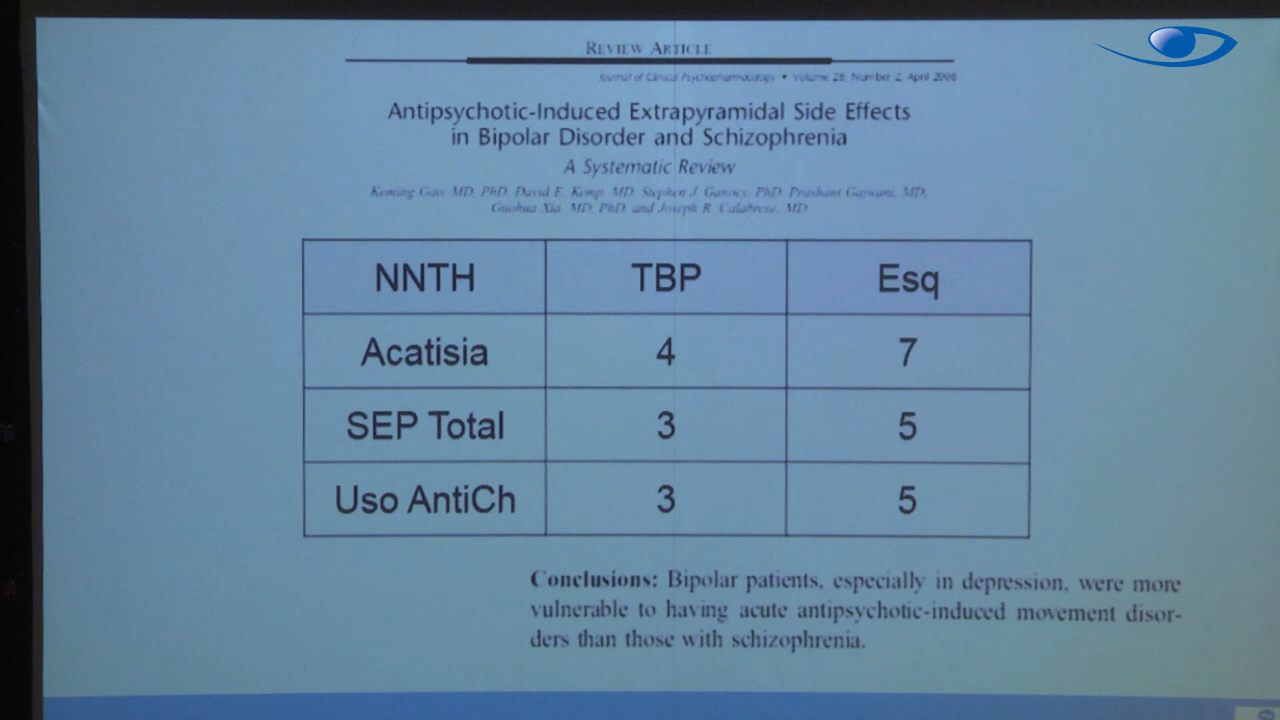 REVIEW ARTICLE
Journal of Clinical Psychopharmacology • Volume 28, Number 2, April 2008
Antipsychotic-Induced Extrapyramidal Side Effects
in Bipolar Disorder and Schizophrenia
A Systematic Review
Keming Gao, MD, PhD, David E. Kemp, MD, Stephen J. Ganocy, PhD, Prashant Gajwani, MD,
Guohua Xia, MD, PhD, and Joseph R. Calabrese, MD
NNTH TBP Esq
Acatisia 4 7
SEP Total 3 5
Uso AntiCh 3 5
Conclusions: Bipolar patients, especially in depression, were more
vulnerable to having acute antipsychotic-induced movement disor-
ders than those with schizophrenia.